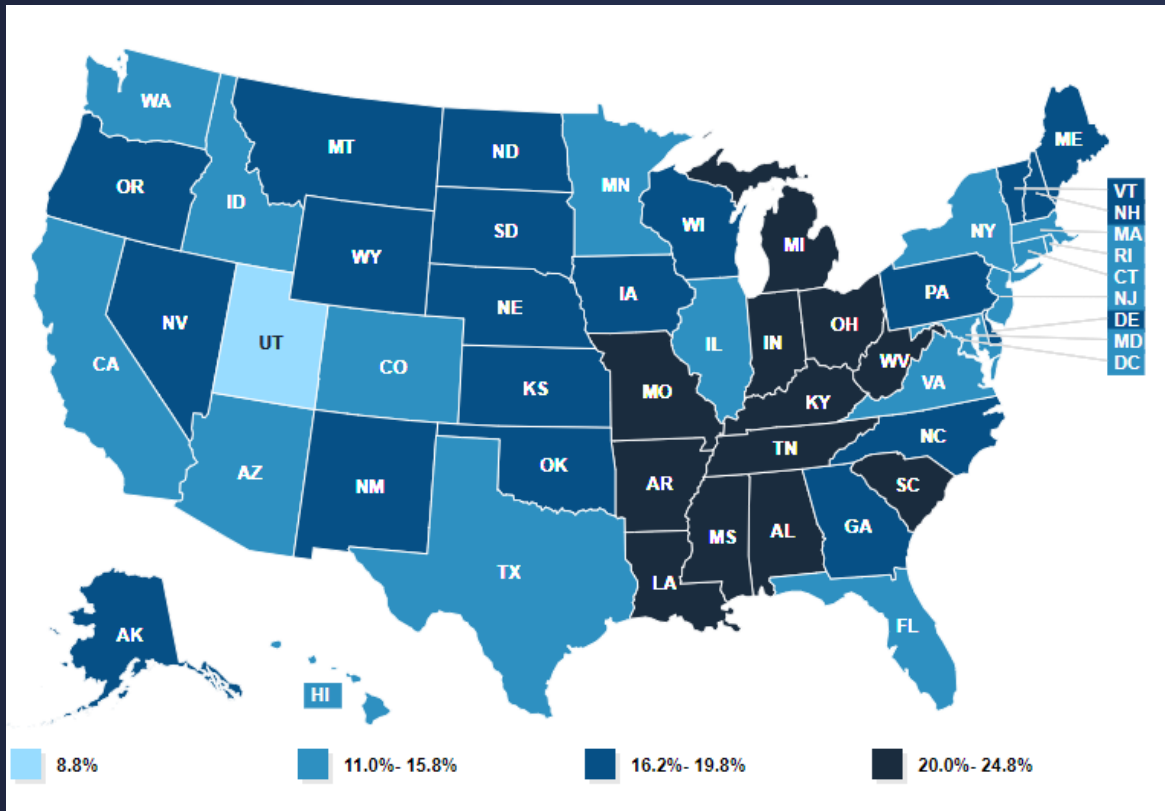 WA
MT
ND
MN
ME
OR
ID
SD
WI
VT
NH
MA
RI
CT
NJ
DE
MD
DC
NY
MI
WY
IA
PA
NE
NV
UT
CO
IL
IN
OH
WV
VA
CA
KS
MO
KY
NC
TN
AZ
NM
OK
AR
SC
MS
AL
GA
TX
LA
FL
AK
HI
8.8%
11.0%- 15.8%
16.2%- 19.8%
20.0%- 24.8%